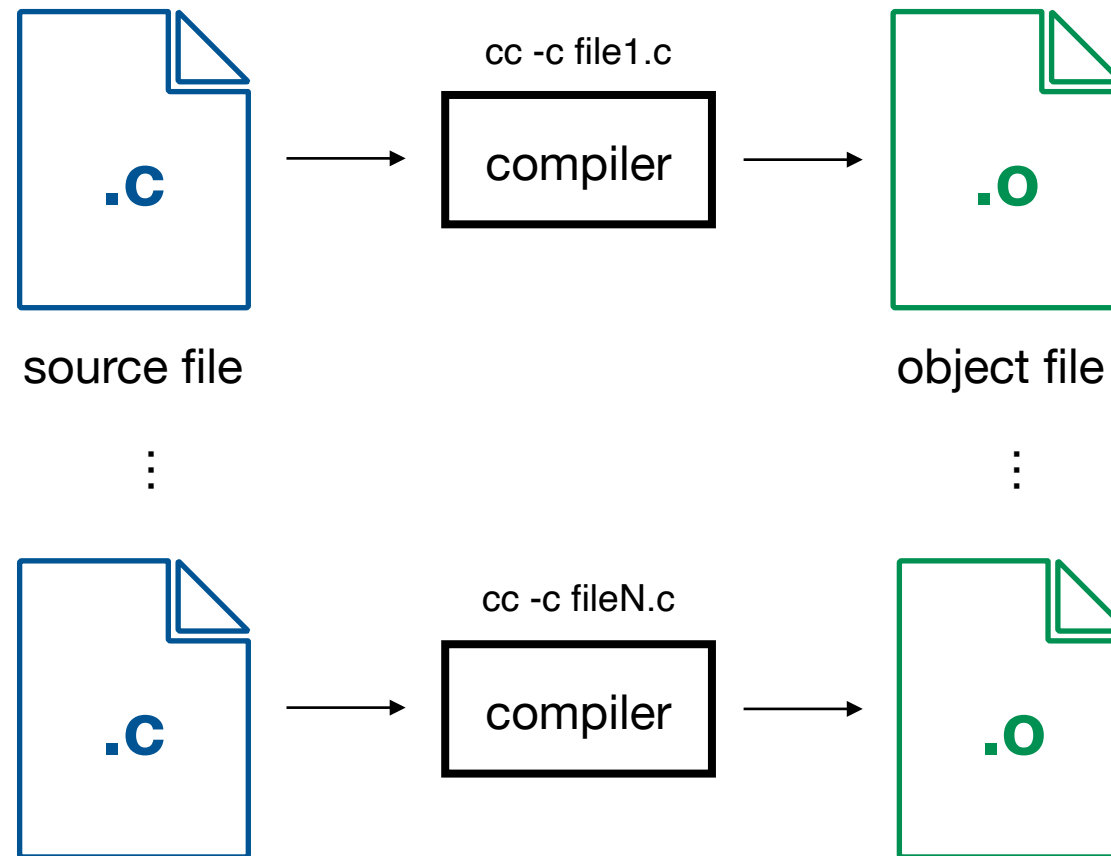 cc -c file1.c
.c
compiler
.o
source file
object file
⋮
⋮
cc -c fileN.c
.c
compiler
.o